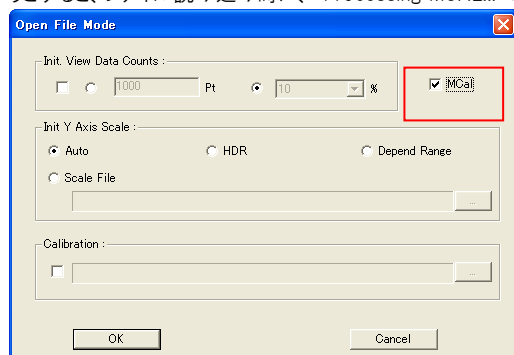 Open File Mode
Init. View Data Counts :
1000 Pt 10 % MCal
Init Y Axis Scale :
Auto HDR Depend Range
Scale File
...
Calibration :
...
OK Cancel